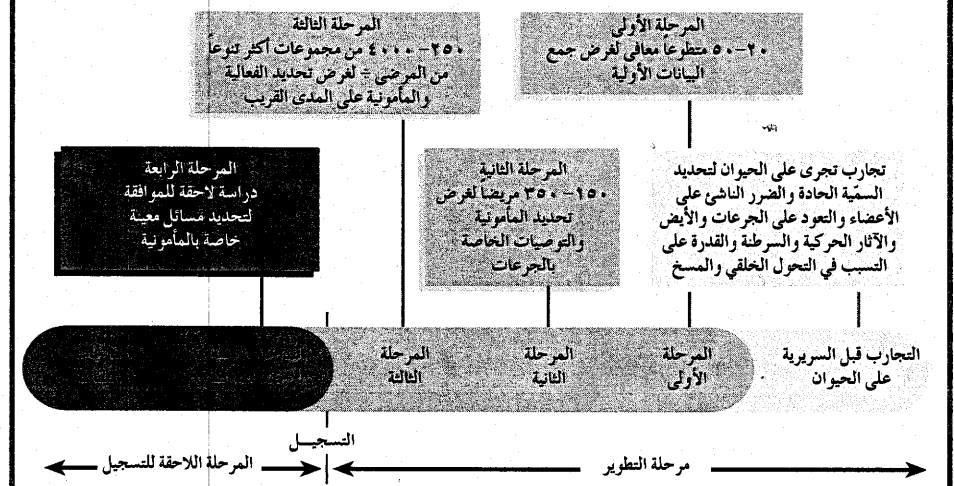 المرحلة الأولى
٢٠-٥٠ متطوعاً معافى لغرض جمع
البيانات الأولية
المرحلة الثالثة
٢٥٠-٤٠٠٠ من مجموعات أكثر تنوعاً
من المرضى = لغرض تحديد الفعالية
والمأمونية على المدى القريب
تجارب تجرى على الحيوان لتحديد
السمّية الحادة والضرر الناشئ على
الأعضاء والتعود على الجرعات والأيض
والآثار الحركية والسرطنة والقدرة على
التسبب في التحول الخلقي والمسخ
المرحلة الثانية
١٥٠-٣٥٠ مريضاً لغرض
تحديد المأمونية
والتوصيات الخاصة
بالجرعات
المرحلة الرابعة
دراسة لاحقة للموافقة
لتحديد مسائل معينة
خاصة بالمأمونية
التجارب قبل السريرية
على الحيوان
المرحلة
الأولى
المرحلة
الثانية
المرحلة
الثالثة
التسجيـــل
مرحلة التطوير
المرحلة اللاحقة للتسجيل